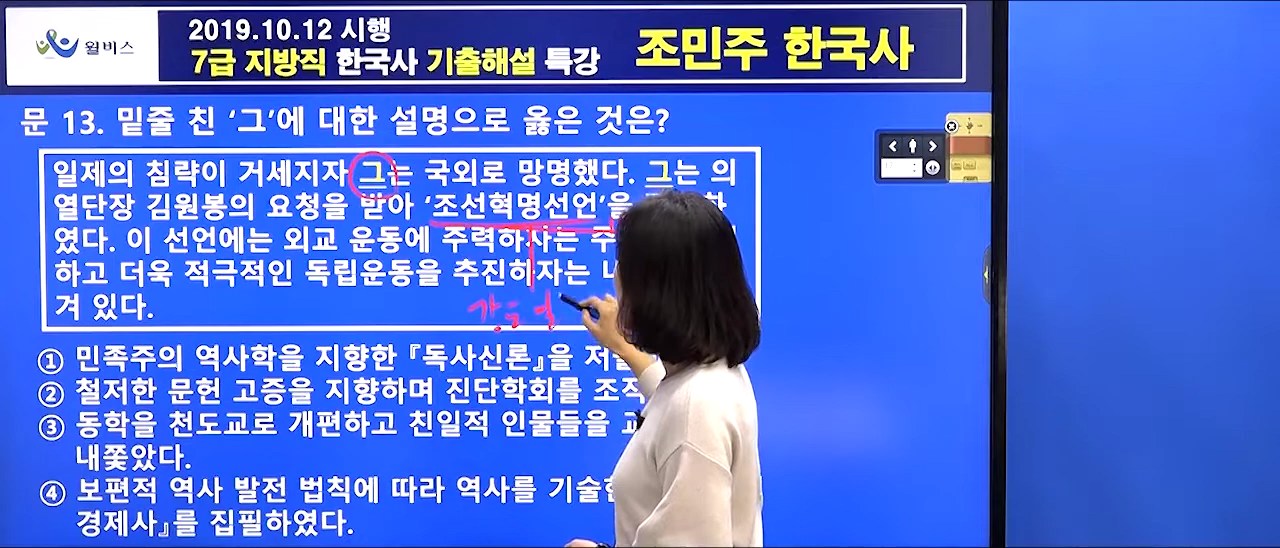 윌비스
2019.10.12 시행
7급 지방직 한국사 기출해설 특강
조민주 한국사
문 13. 밑줄 친 ‘그’에 대한 설명으로 옳은 것은?
일제의 침략이 거세지자 그는 국외로 망명했다. 그는 의
열단장 김원봉의 요청을 받아 ‘조선혁명선언’을
였다. 이 선언에는 외교 운동에 주력하자는
하고 더욱 적극적인 독립운동을 추진하자는
겨 있다.
① 민족주의 역사학을 지향한 『독사신론』을
② 철저한 문헌 고증을 지향하며 진단학회를
③ 동학을 천도교로 개편하고 친일적 인물들을
내쫓았다.
④ 보편적 역사 발전 법칙에 따라 역사를
경제사』를 집필하였다.